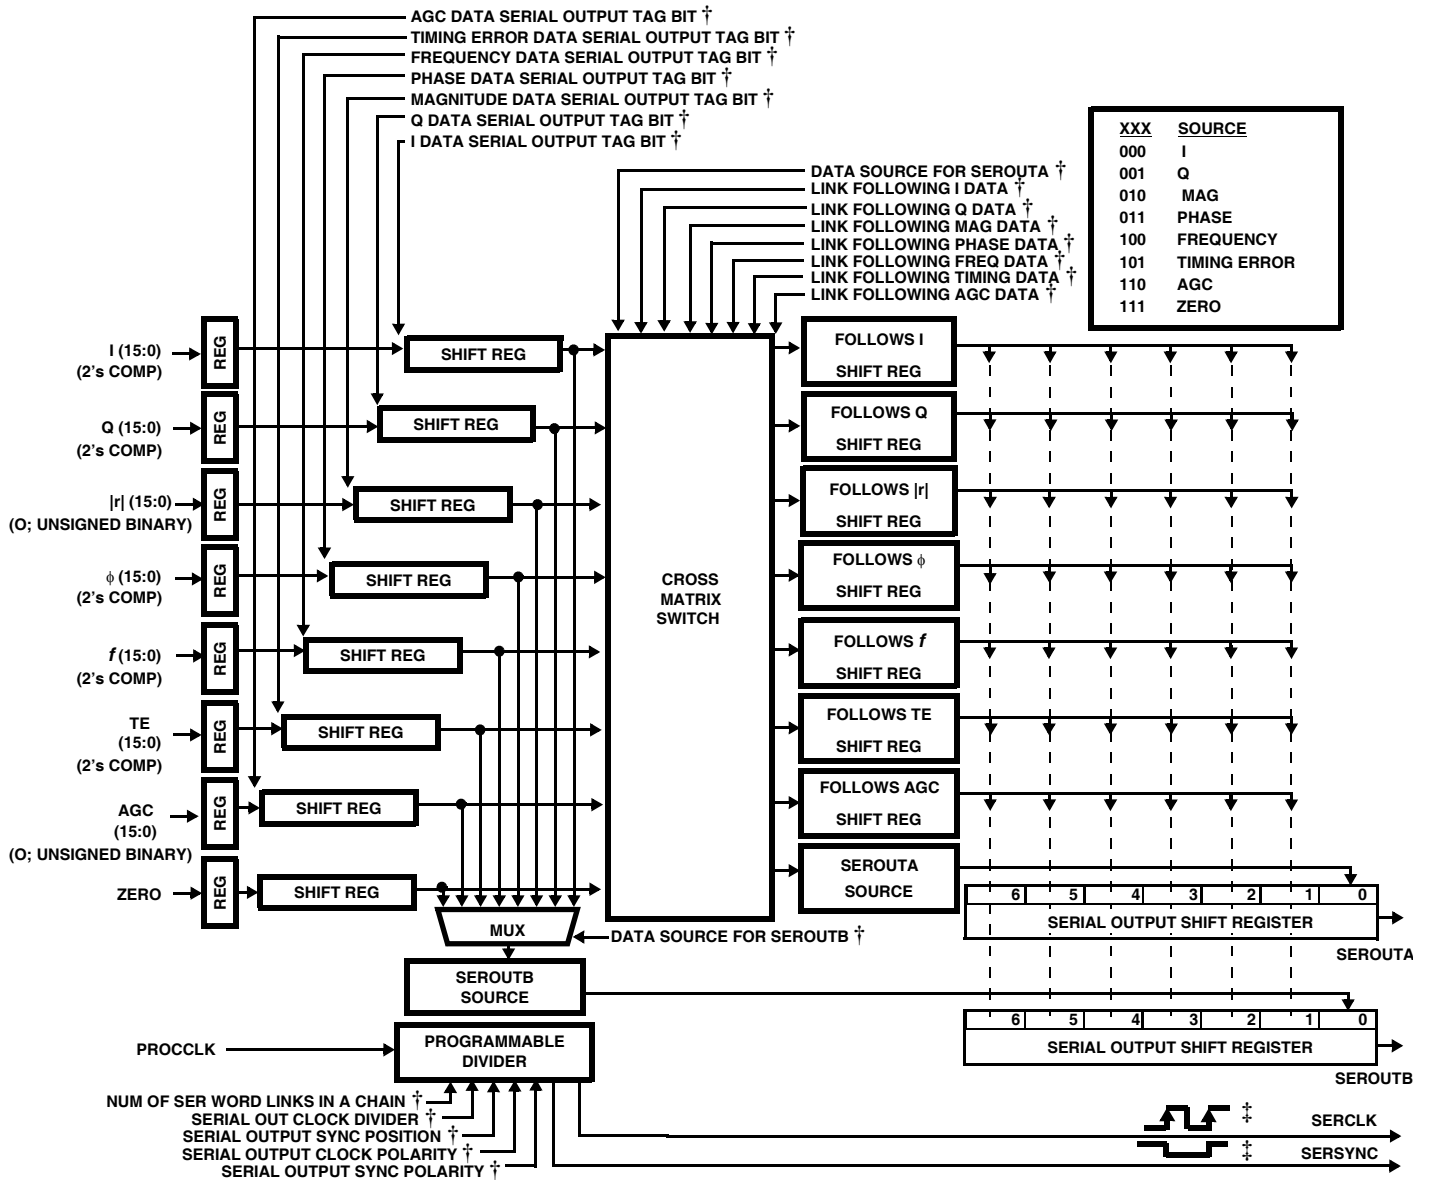 AGC DATA SERIAL OUTPUT TAG BIT †
TIMING ERROR DATA SERIAL OUTPUT TAG BIT †
FREQUENCY DATA SERIAL OUTPUT TAG BIT †
PHASE DATA SERIAL OUTPUT TAG BIT †
MAGNITUDE DATA SERIAL OUTPUT TAG BIT †
Q DATA SERIAL OUTPUT TAG BIT †
I DATA SERIAL OUTPUT TAG BIT †
DATA SOURCE FOR SEROUTA †
LINK FOLLOWING I DATA †
LINK FOLLOWING Q DATA †
LINK FOLLOWING MAG DATA †
LINK FOLLOWING PHASE DATA †
LINK FOLLOWING FREQ DATA †
LINK FOLLOWING TIMING DATA †
LINK FOLLOWING AGC DATA †
XXX SOURCE
000 I
001 Q
010 MAG
011 PHASE
100 FREQUENCY
101 TIMING ERROR
110 AGC
111 ZERO
I (15:0)
(2's COMP)
REG
SHIFT REG
FOLLOWS I
SHIFT REG
Q (15:0)
(2's COMP)
REG
SHIFT REG
FOLLOWS Q
SHIFT REG
|r| (15:0)
(O; UNSIGNED BINARY)
REG
SHIFT REG
FOLLOWS |r|
SHIFT REG
ϕ (15:0)
(2's COMP)
REG
SHIFT REG
CROSS
MATRIX
SWITCH
FOLLOWS ϕ
SHIFT REG
f (15:0)
(2's COMP)
REG
SHIFT REG
FOLLOWS f
SHIFT REG
TE
(15:0)
(2's COMP)
REG
SHIFT REG
FOLLOWS TE
SHIFT REG
AGC
(15:0)
(O; UNSIGNED BINARY)
REG
SHIFT REG
FOLLOWS AGC
SHIFT REG
ZERO
REG
SHIFT REG
SEROUTA
SOURCE
6 5 4 3 2 1 0
SERIAL OUTPUT SHIFT REGISTER
SEROUTA
MUX
DATA SOURCE FOR SEROUTB †
SEROUTB
SOURCE
6 5 4 3 2 1 0
SERIAL OUTPUT SHIFT REGISTER
SEROUTB
PROCCLK
PROGRAMMABLE
DIVIDER
NUM OF SER WORD LINKS IN A CHAIN †
SERIAL OUT CLOCK DIVIDER †
SERIAL OUTPUT SYNC POSITION †
SERIAL OUTPUT CLOCK POLARITY †
SERIAL OUTPUT SYNC POLARITY †
‡ SERCLK
‡ SERSYNC